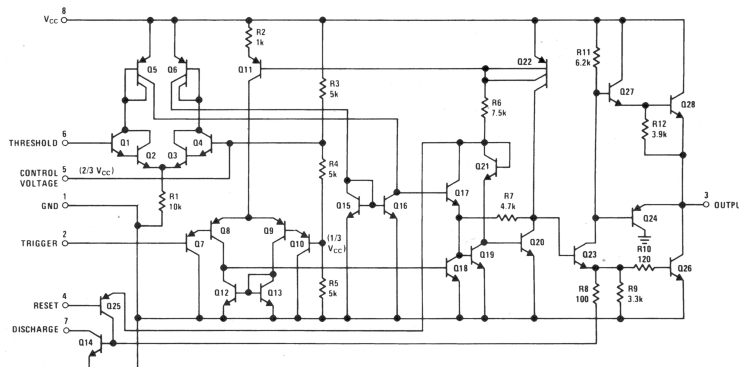 8
VCC
R2
1k
Q5
Q6
Q11
R3
5k
Q22
R11
6.2k
Q27
Q28
R6
7.5k
R12
3.9k
6
THRESHOLD
Q1
Q2
Q3
Q4
5
CONTROL
VOLTAGE
(2/3 VCC)
R1
10k
R4
5k
Q15
Q16
Q17
Q21
R7
4.7k
1
GND
2
TRIGGER
Q7
Q8
Q9
Q10
(1/3
VCC)
Q18
Q19
Q20
Q23
Q24
3
OUTPU
R10
120
Q26
Q12
Q13
R5
5k
R8
100
R9
3.3k
4
RESET
Q25
7
DISCHARGE
Q14